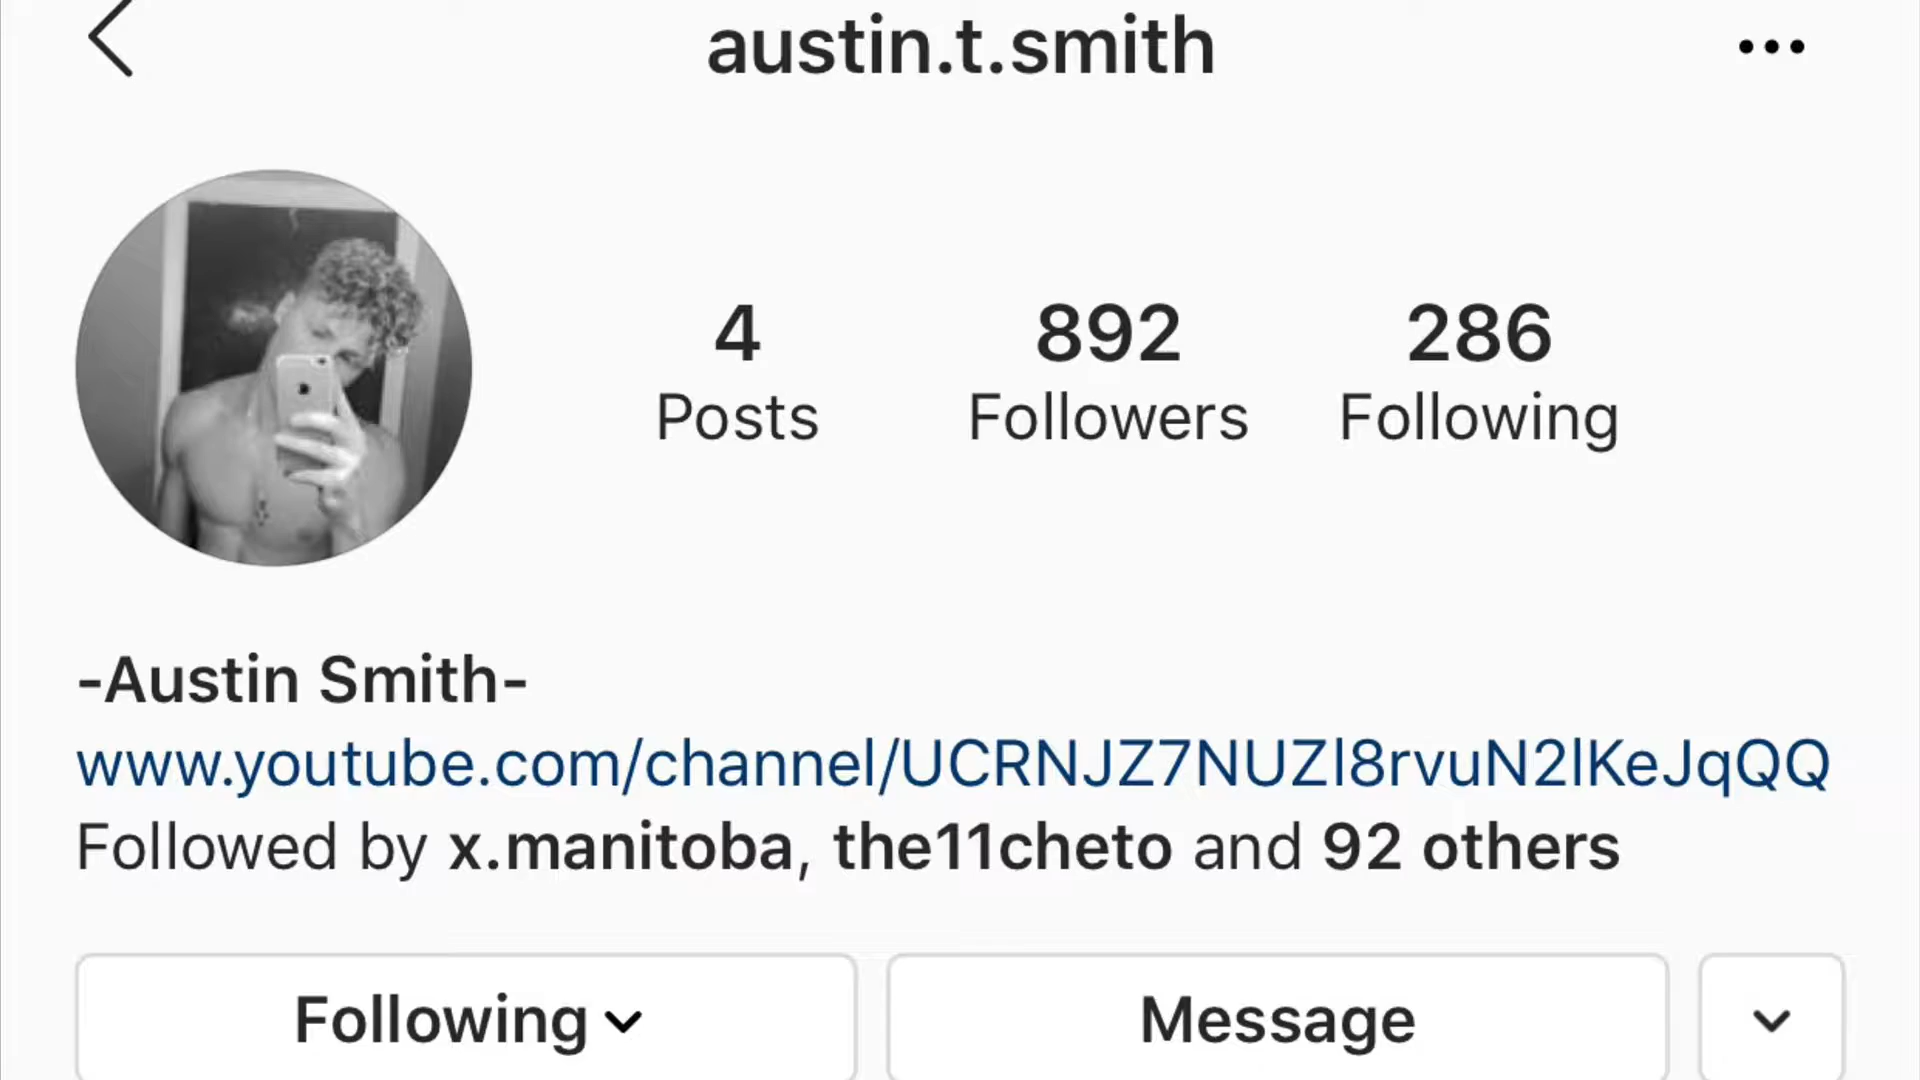 austin.t.smith
4 892 286
Posts Followers Following
-Austin Smith-
www.youtube.com/channel/UCRNJZ7NUZl8rvuN2lKeJqQQ
Followed by x.manitoba, the11cheto and 92 others
Following Message